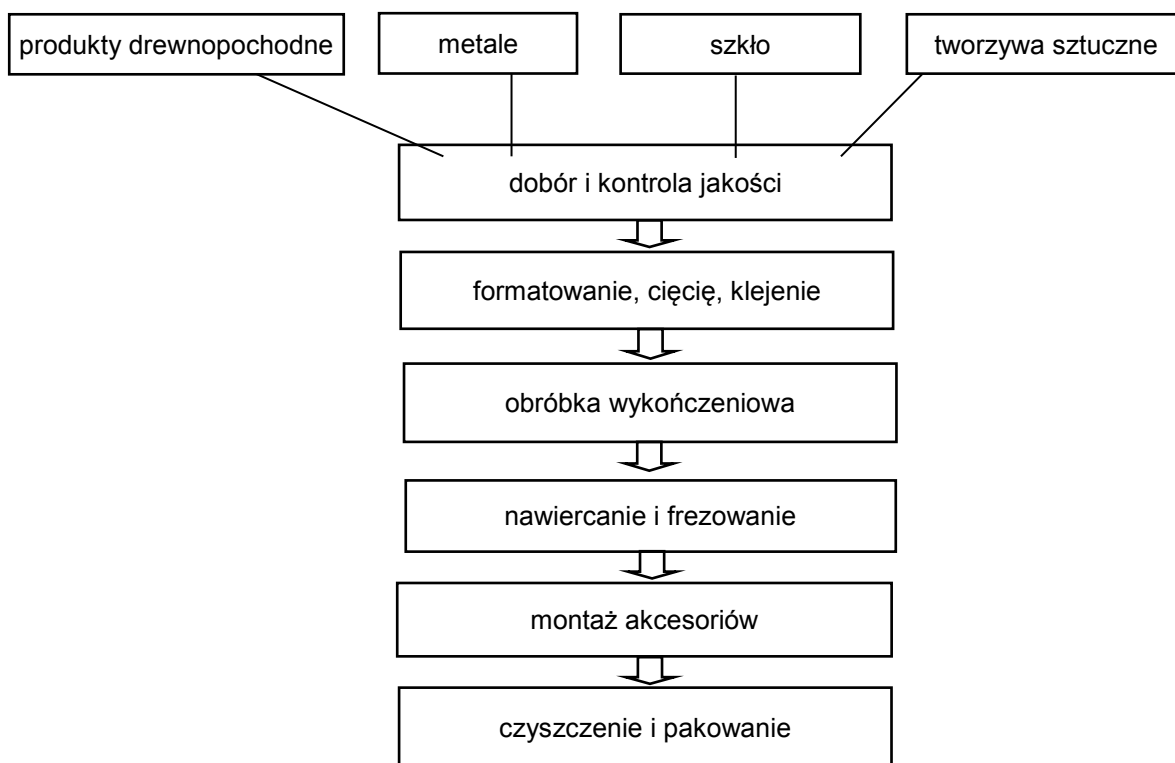 produkty drewnopochodne
metale
szkło
tworzywa sztuczne
dobór i kontrola jakości
formatowanie, cięcię, klejenie
obróbka wykończeniowa
nawiercanie i frezowanie
montaż akcesoriów
czyszczenie i pakowanie